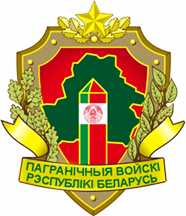 ПАГРАНІЧНЫЯ ВОЙСКІ
РЭСПУБЛІКІ БЕЛАРУСЬ